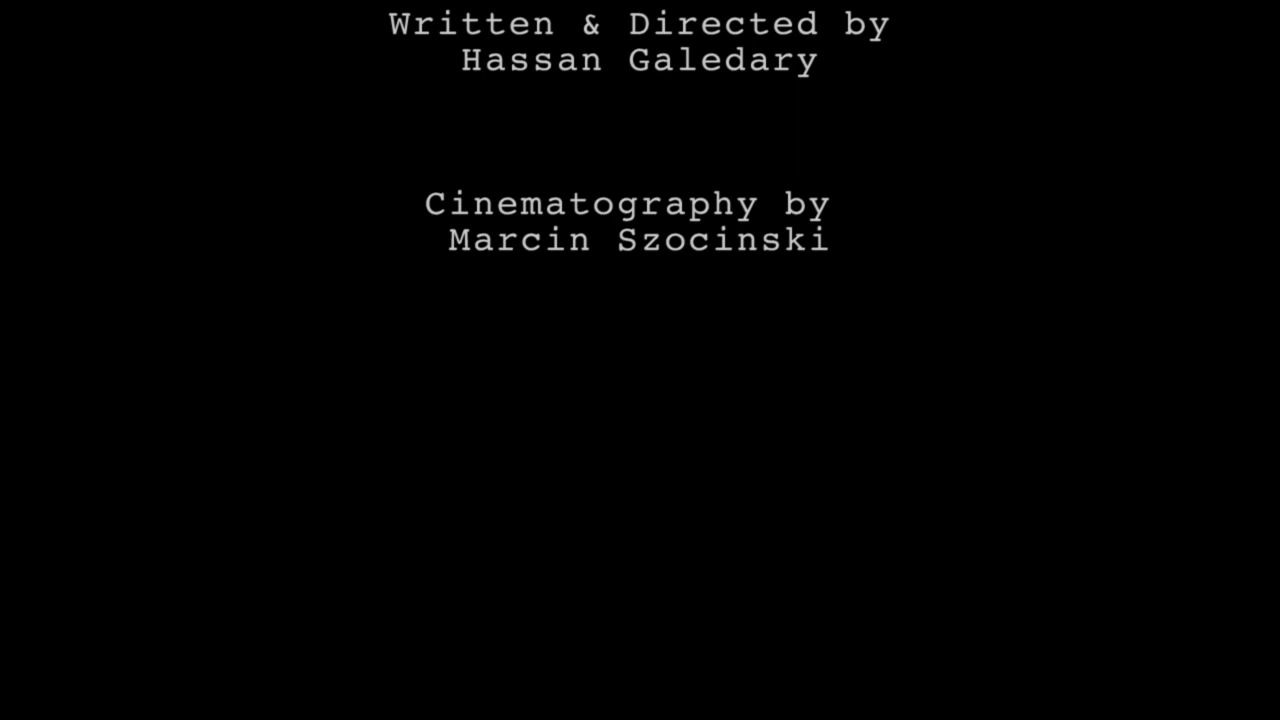 Written & Directed by
Hassan Galedary
Cinematography by
Marcin Szocinski